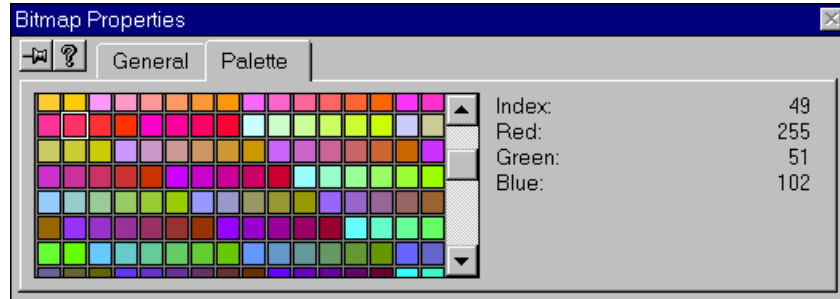 Bitmap Properties
? General Palette
Index: 49
Red: 255
Green: 51
Blue: 102